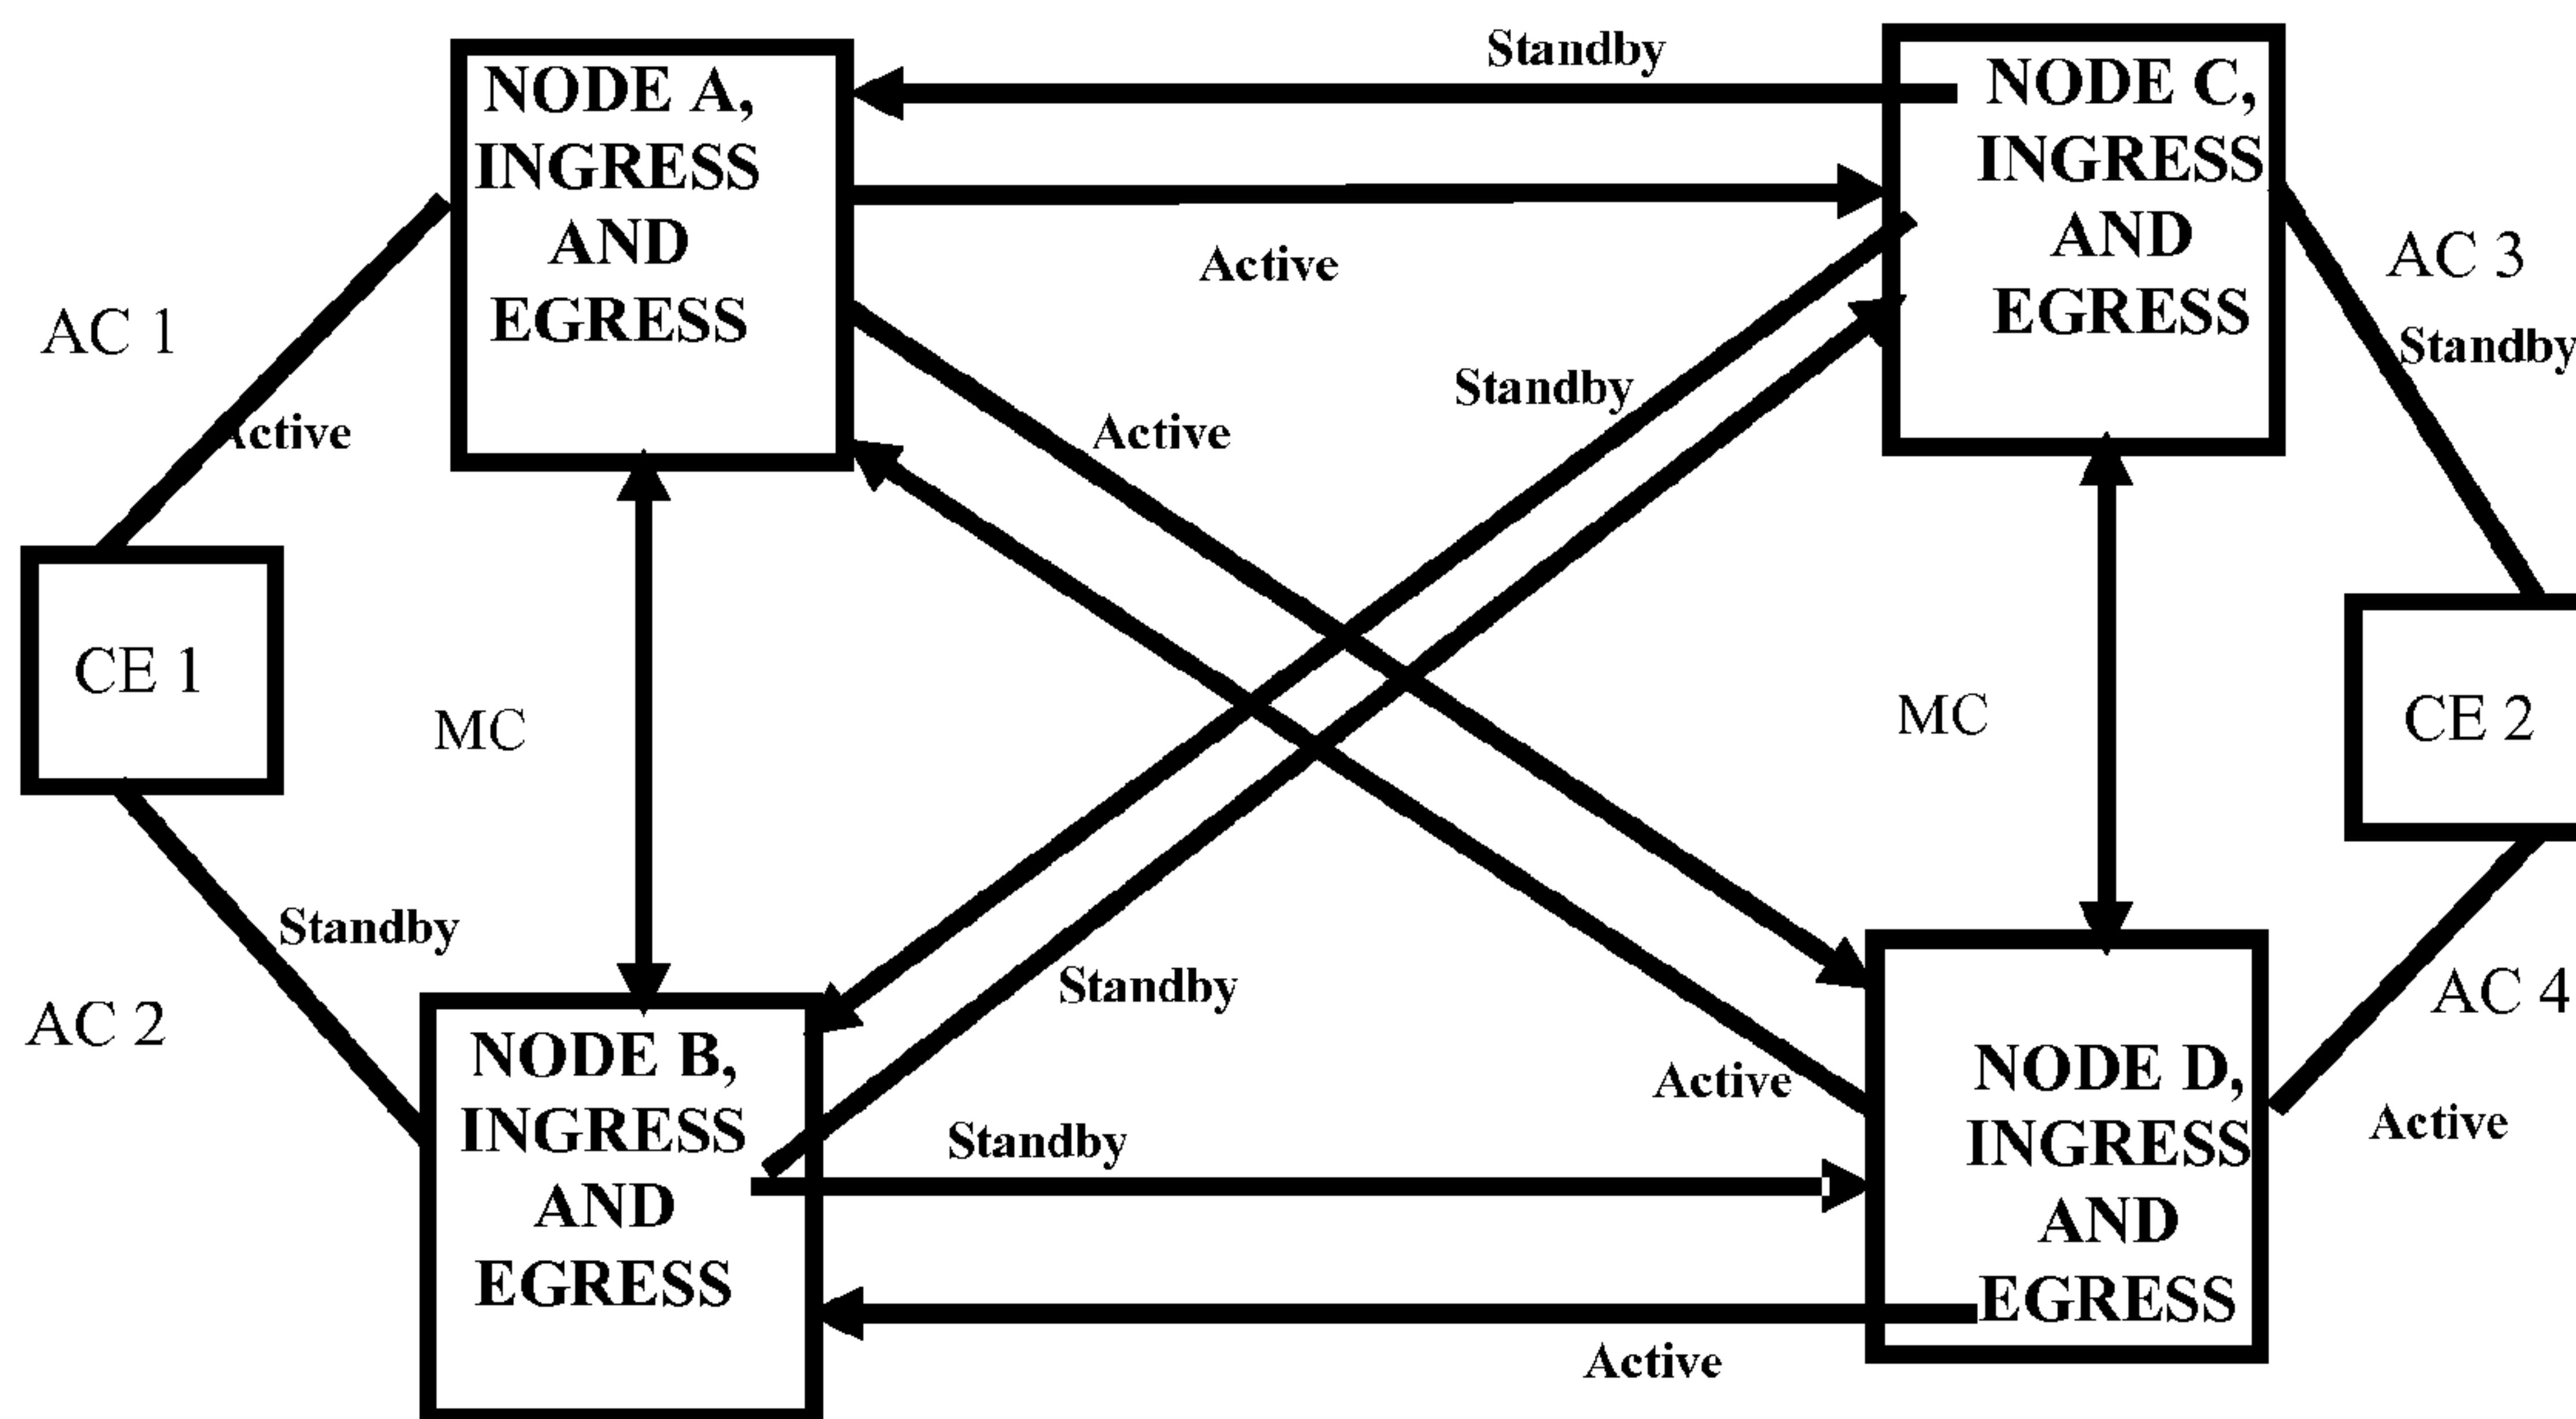 Standby
NODE A,
INGRESS
AND
EGRESS
NODE C,
INGRESS
AND
EGRESS
Active
AC 1
Active
Active
Standby
AC 3
Standby
CE 1
MC
MC
CE 2
Standby
AC 2
Standby
AC 4
NODE B,
INGRESS
AND
EGRESS
Standby
Active
NODE D,
INGRESS
AND
EGRESS
Active
Active